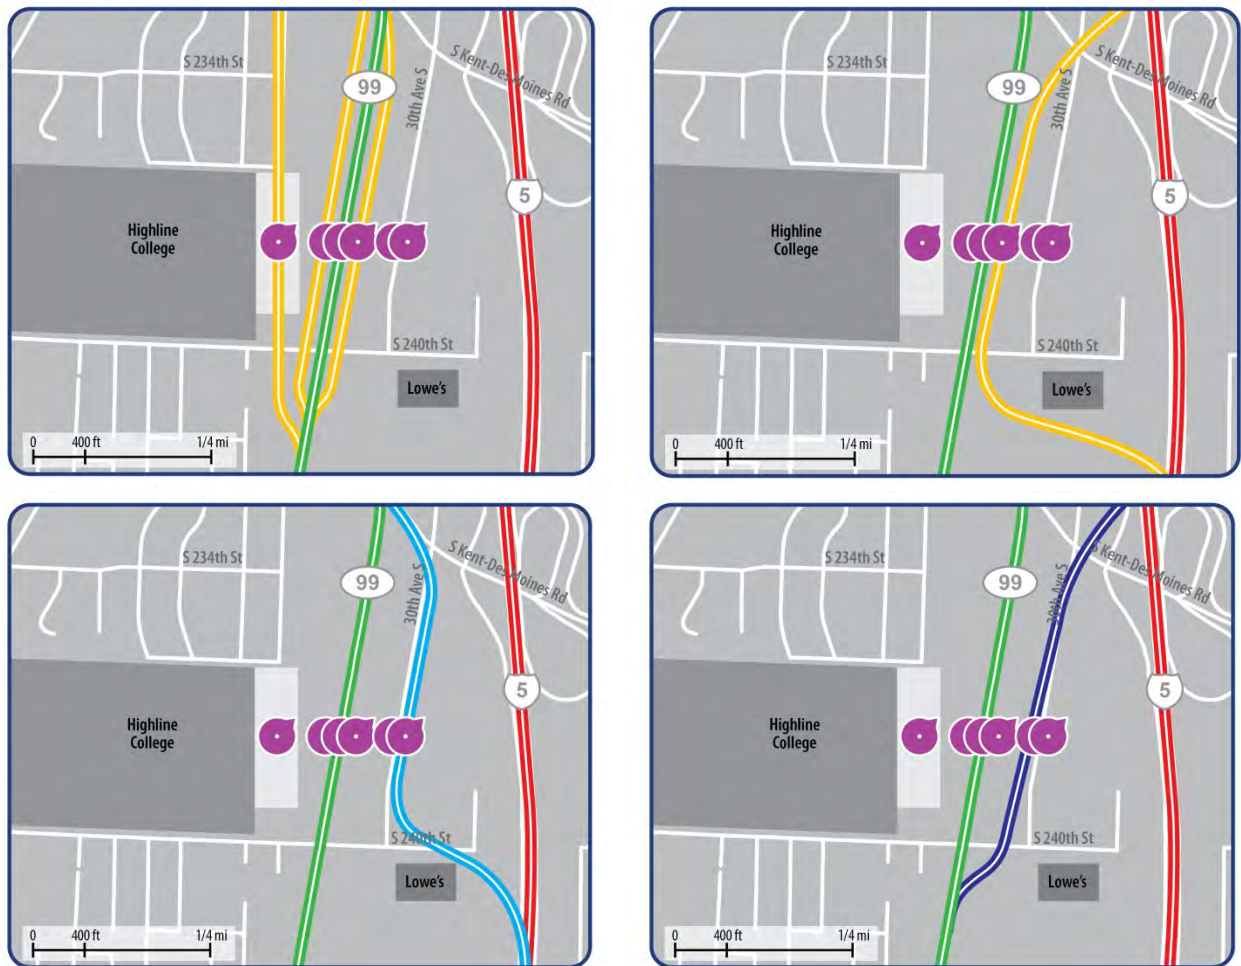 S 234th St
99
30th Ave S
S Kent-Des Moines Rd
5
Highline
College
S 240th St
Lowe's
0 400 ft 1/4 mi
S 234th St
99
30th Ave S
S Kent-Des Moines Rd
5
Highline
College
S 240th St
Lowe's
0 400 ft 1/4 mi
S 234th St
99
30th Ave S
S Kent-Des Moines Rd
5
Highline
College
S 240th St
Lowe's
0 400 ft 1/4 mi
S 234th St
99
30th Ave S
S Kent-Des Moines Rd
5
Highline
College
S 240th St
Lowe's
0 400 ft 1/4 mi